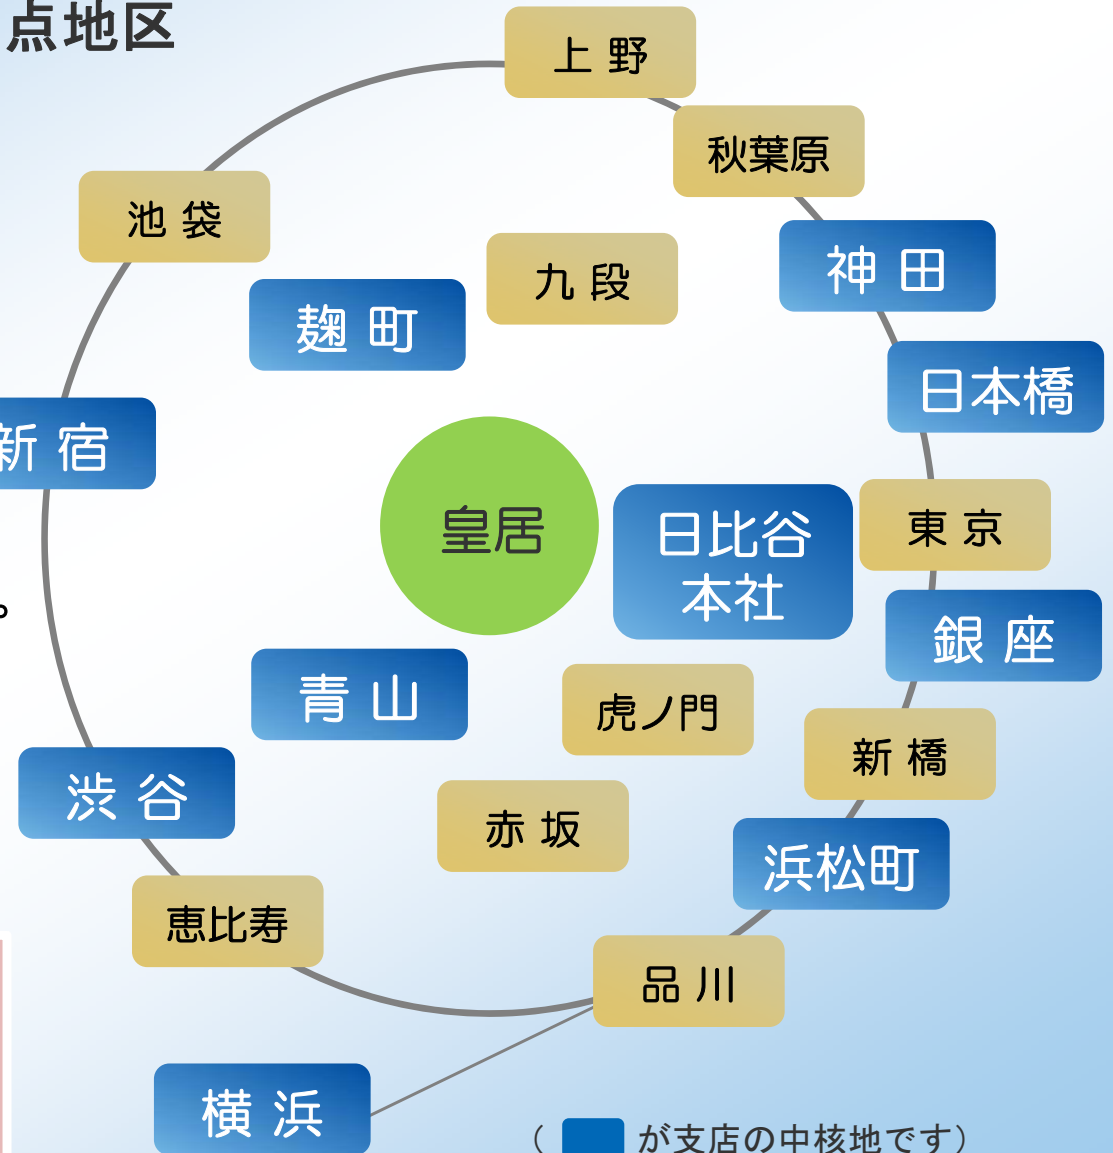 点地区
上野
秋葉原
池袋
九段
神田
麹町
日本橋
新宿
皇居
日比谷
本社
東京
。
銀座
青山
虎ノ門
新橋
渋谷
赤坂
浜松町
恵比寿
品川
横浜
( が支店の中核地です)